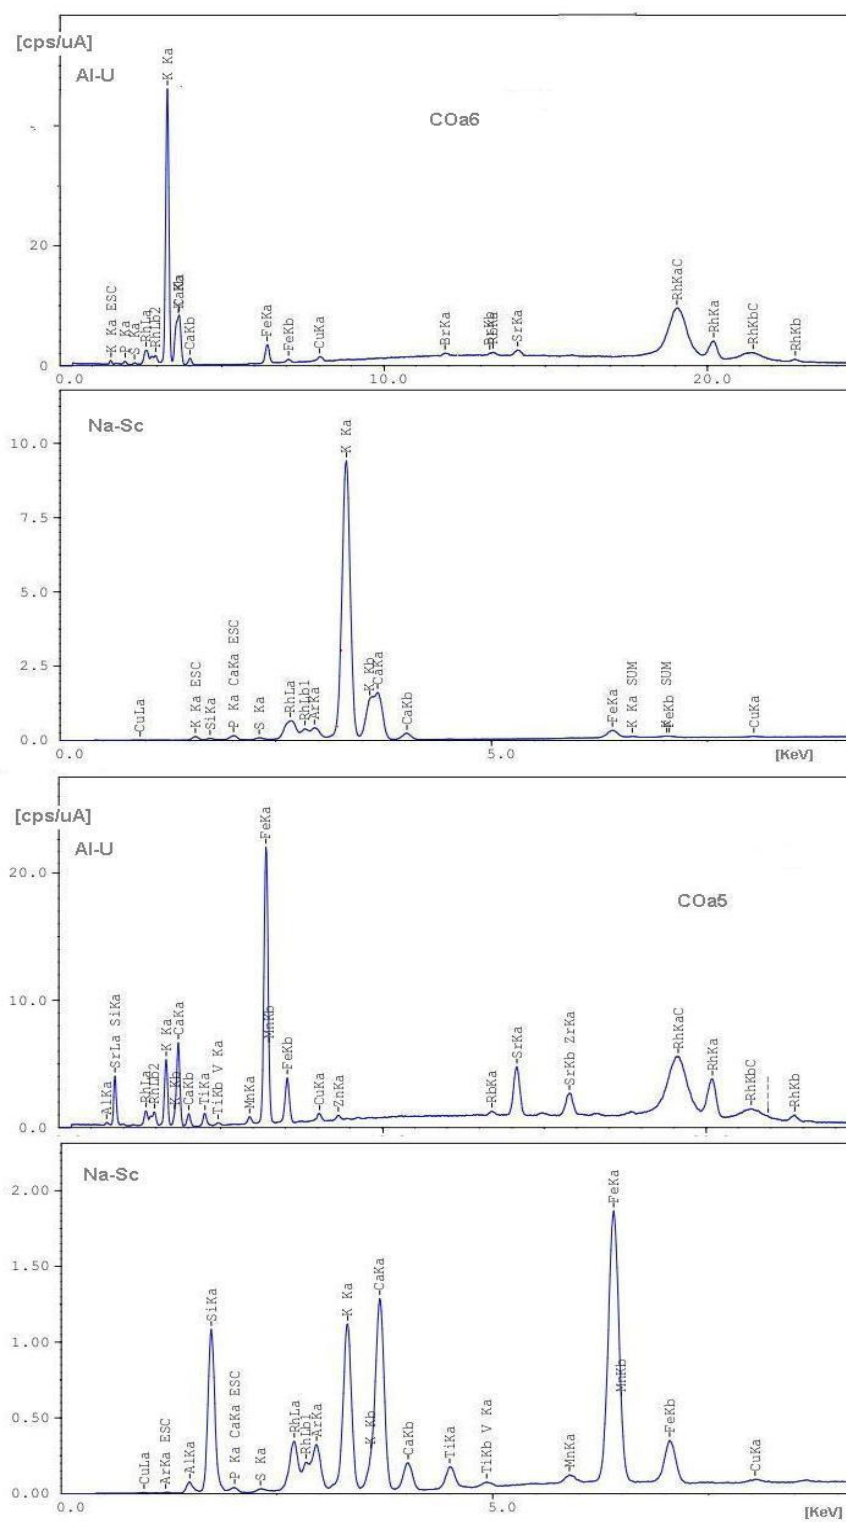 [cps/uA]
Al-U
COa6
K Ka
20
0
K Ka ESC
P Ka
S Ka
RhLa
RhLb2
CaKb
FeKa
FeKb
CuKa
BrKa
SrKa
RhKaC
RhKa
RhKbC
RhKb
0.0 10.0 20.0
Na-Sc
10.0
7.5
5.0
2.5
0.0
CuLa
K Ka ESC
SiKa
P Ka CaKa ESC
S Ka
RhLa
RhLb1
ArKa
K Ka
K Kb
CaKa
CaKb
FeKa
K Ka SUM
FeKb SUM
CuKa
0.0 5.0 [KeV]
[cps/uA]
Al-U
COa5
20.0
10.0
0.0
AlKa
SrLa SiKa
RhLa
RhLb2
K Ka
K Kb
CaKa
CaKb
TiKa
TiKb V Ka
MnKa
FeKa
MnKb
FeKb
CuKa
ZnKa
RbKa
SrKa
SrKb ZrKa
RhKaC
RhKa
RhKbC
RhKb
Na-Sc
2.00
1.50
1.00
0.50
0.0
CuLa
ArKa ESC
AlKa
SiKa
P Ka CaKa ESC
S Ka
RhLa
RhLb1
ArKa
K Ka
K Kb
CaKa
CaKb
TiKa
TiKb V Ka
MnKa
FeKa
MnKb
FeKb
CuKa
0.0 5.0 [KeV]